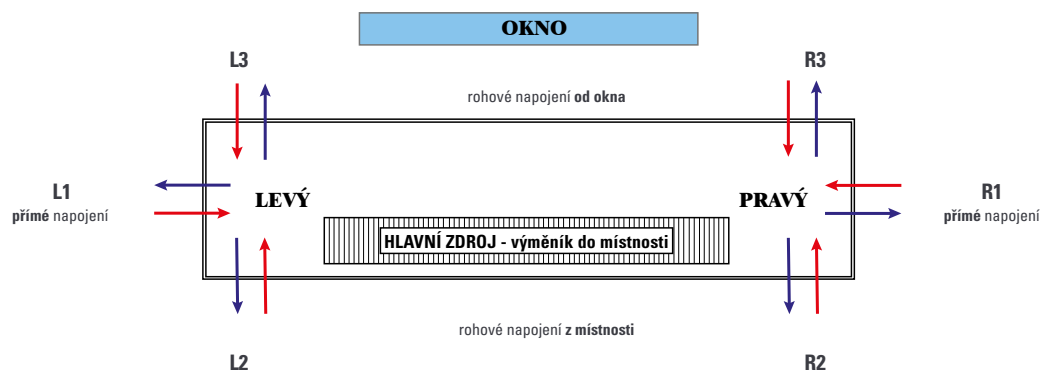 OKNO
L3
R3
rohové napojení od okna
L1
přímé napojení
LEVÝ
PRAVÝ
R1
přímé napojení
HLAVNÍ ZDROJ - výměník do místnosti
rohové napojení z místnosti
L2
R2